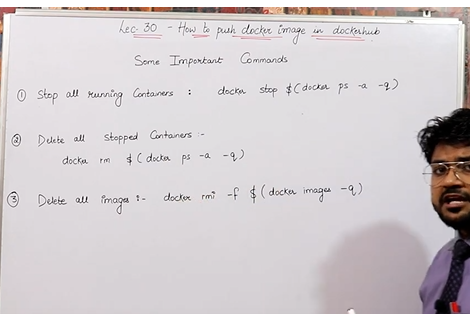 Lec-30 - How to push docker image in dockerhub
Some Important Commands
① Stop all running Containers : docker stop $(docker ps -a -q)
② Delete all stopped Containers :-
docker rm $(docker ps -a -q)
③ Delete all images :- docker rmi -f $(docker images -q)